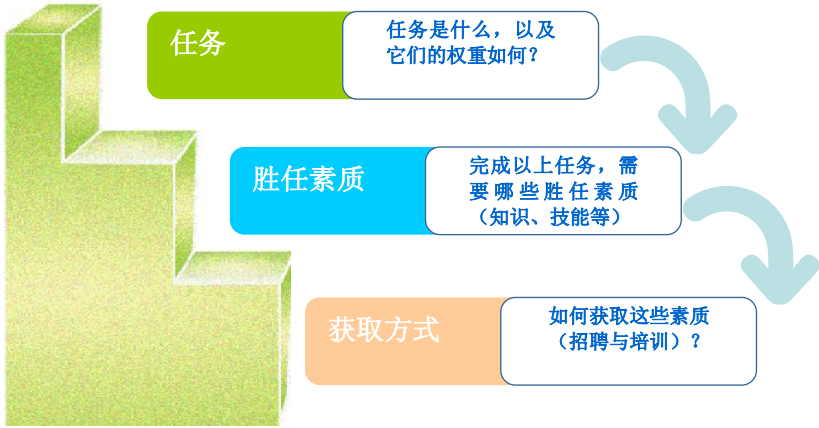 任务
任务是什么，以及
它们的权重如何？
胜任素质
完成以上任务，需
要哪些胜任素质
（知识、技能等）
获取方式
如何获取这些素质
（招聘与培训）？